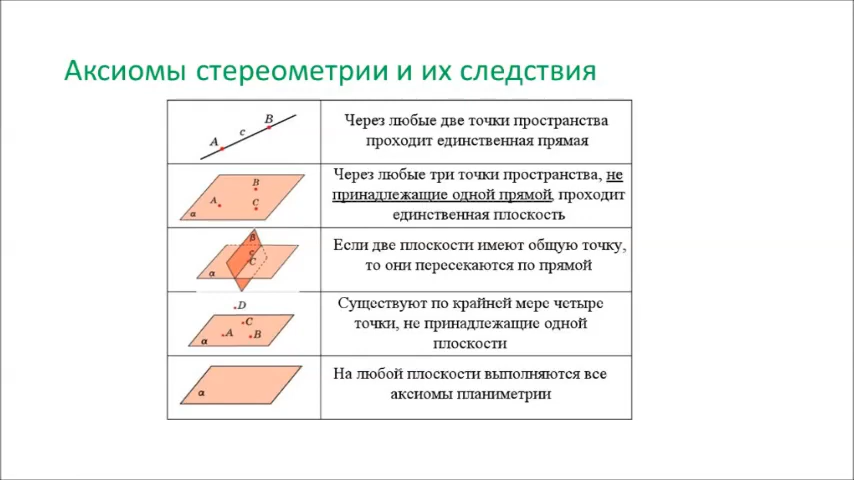 Аксиомы стереометрии и их следствия
A
c
B
Через любые две точки пространства
проходит единственная прямая
B
A
C
α
Через любые три точки пространства, не
принадлежащие одной прямой, проходит
единственная плоскость
β
c
C
α
Если две плоскости имеют общую точку,
то они пересекаются по прямой
D
C
A
B
α
Существуют по крайней мере четыре
точки, не принадлежащие одной
плоскости
α
На любой плоскости выполняются все
аксиомы планиметрии